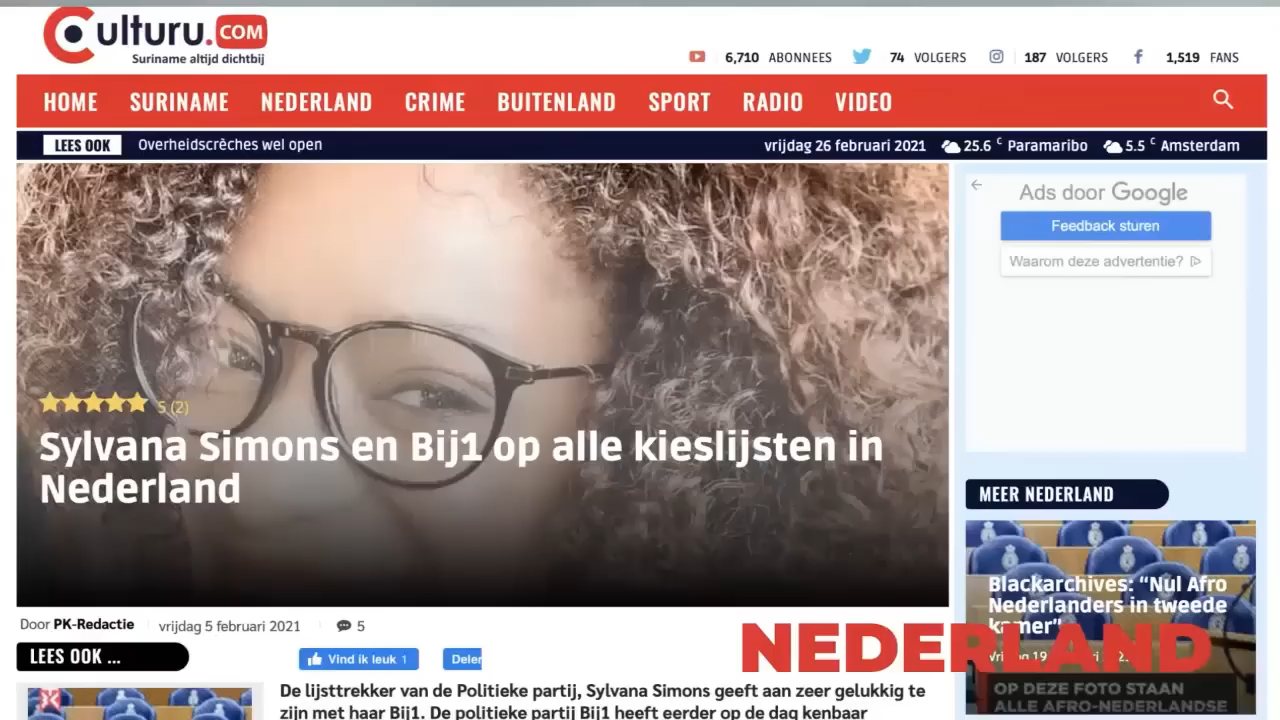 Culturu.COM
Suriname altijd dichtbij
6,710 ABONNEES 74 VOLGERS 187 VOLGERS 1,519 FANS
HOME SURINAME NEDERLAND CRIME BUITENLAND SPORT RADIO VIDEO
LEES OOK Overheidscrèches wel open vrijdag 26 februari 2021 25.6 C Paramaribo 5.5 C Amsterdam
Ads door Google
Feedback sturen
Waarom deze advertentie?
5 (2)
Sylvana Simons en Bij1 op alle kieslijsten in
Nederland
MEER NEDERLAND
Blackarchives: “Nul Afro
Nederlanders in tweede
kamer”
OP DEZE FOTO STAAN
ALLE AFRO-NEDERLANDSE
NEDERLAND
Door PK-Redactie vrijdag 5 februari 2021 5
LEES OOK ...
Vind ik leuk 1
Deler
De lijsttrekker van de Politieke partij, Sylvana Simons geeft aan zeer gelukkig te
zijn met haar Bij1. De politieke partij Bij1 heeft eerder op de dag kenbaar